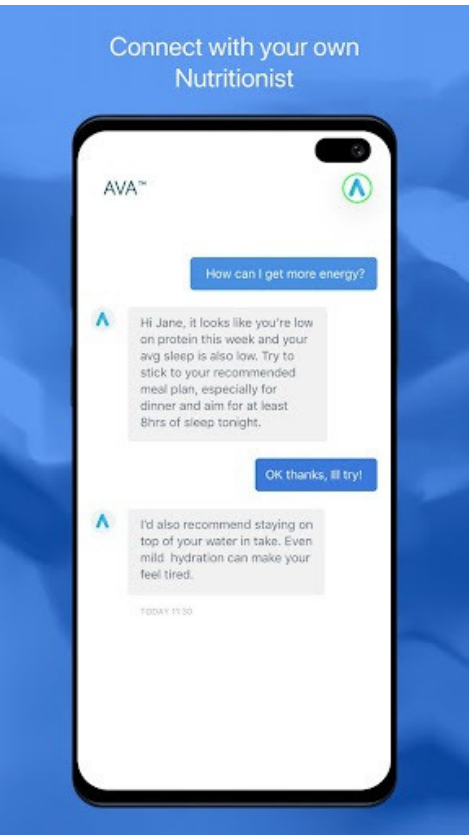 Connect with your own
Nutritionist
AVA™
How can I get more energy?
Hi Jane, it looks like you're low
on protein this week and your
avg sleep is also low. Try to
stick to your recommended
meal plan, especially for
dinner and aim for at least
8hrs of sleep tonight.
OK thanks, Ill try!
I'd also recommend staying on
top of your water in take. Even
mild hydration can make your
feel tired.
TODAY 11:30